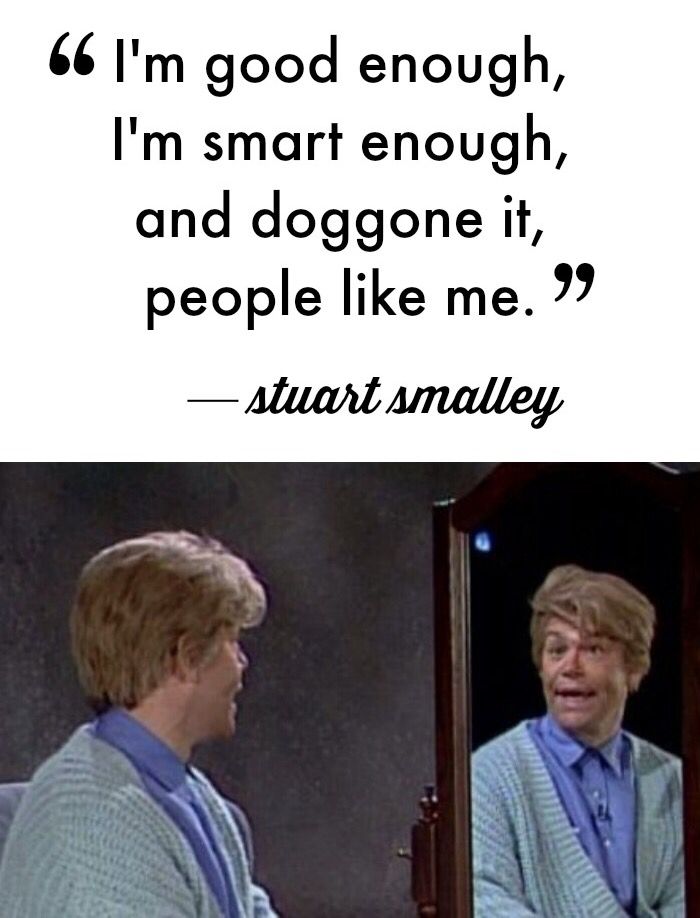 “ I'm good enough,
I'm smart enough,
and doggone it,
people like me. ”
— stuart smalley